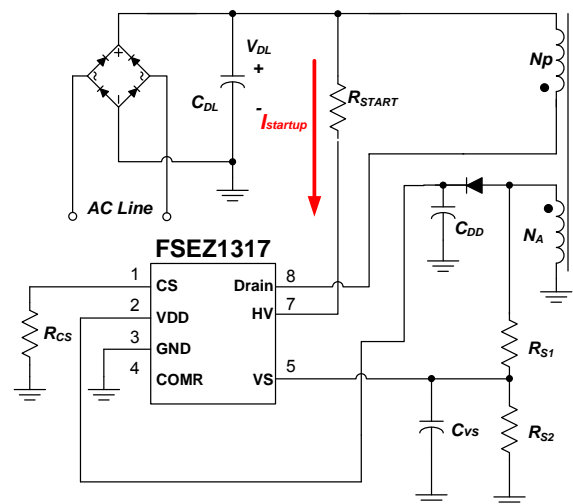 VDL
+
Np
CDL
RSTART
-
Istartup
AC Line
CDD
NA
FSEZ1317
1
CS
Drain
8
2
VDD
HV
7
RCS
3
GND
RS1
4
COMR
VS
5
CVS
RS2